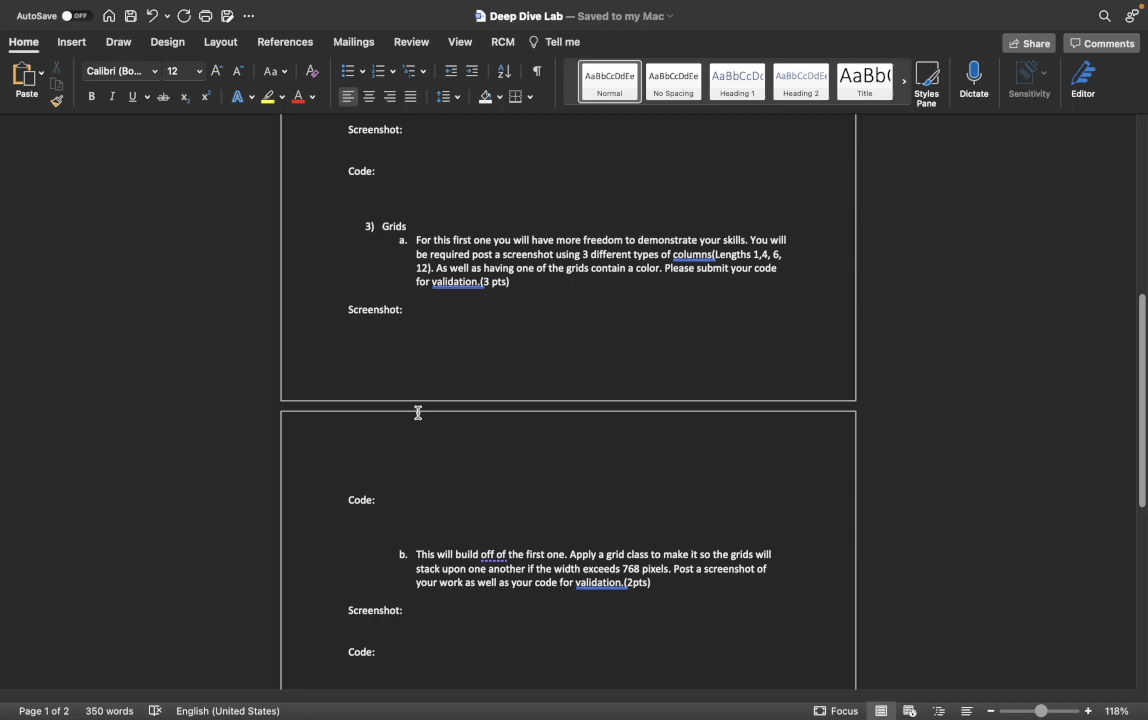 AutoSave OFF Deep Dive Lab — Saved to my Mac
Home Insert Draw Design Layout References Mailings Review View RCM Tell me Share Comments
Paste Calibri (Bo... 12 A A Aa A AaBbCcDdEe AaBbCcDdEe AaBbCcDc AaBbCcDdEe AaBb( Styles Pane Dictate Sensitivity Editor
B I U ab x₂ x² A A Normal No Spacing Heading 1 Heading 2 Title
Screenshot:
Code:
3) Grids
a. For this first one you will have more freedom to demonstrate your skills. You will
be required post a screenshot using 3 different types of columns(Lengths 1,4, 6,
12). As well as having one of the grids contain a color. Please submit your code
for validation.(3 pts)
Screenshot:
Code:
b. This will build off of the first one. Apply a grid class to make it so the grids will
stack upon one another if the width exceeds 768 pixels. Post a screenshot of
your work as well as your code for validation.(2pts)
Screenshot:
Code:
Page 1 of 2 350 words English (United States) Focus 118%